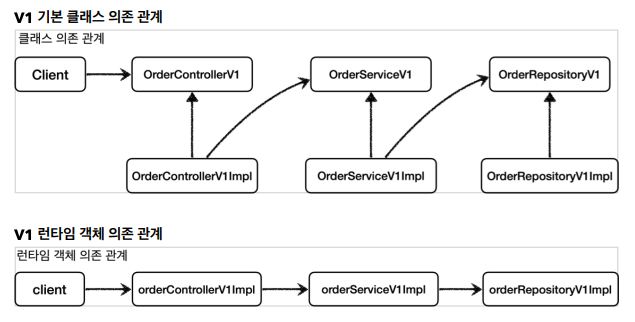 V1 기본 클래스 의존 관계
클래스 의존 관계
Client
OrderControllerV1
OrderServiceV1
OrderRepositoryV1
OrderControllerV1Impl
OrderServiceV1Impl
OrderRepositoryV1Impl
V1 런타임 객체 의존 관계
런타임 객체 의존 관계
client
orderControllerV1Impl
orderServiceV1Impl
orderRepositoryV1Impl